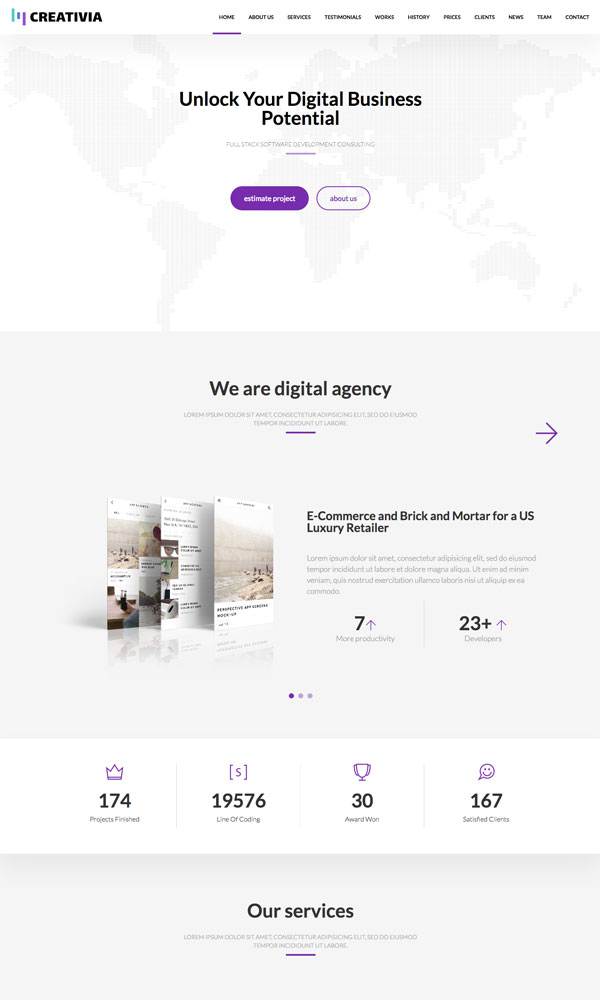 CREATIVIA
HOME ABOUT US SERVICES TESTIMONIALS WORKS HISTORY PRICES CLIENTS NEWS TEAM CONTACT
Unlock Your Digital Business
Potential
FULL STACK SOFTWARE DEVELOPMENT CONSULTING
estimate project about us
We are digital agency
LOREM IPSUM DOLOR SIT AMET, CONSECTETUR ADIPISICING ELIT, SED DO EIUSMOD
TEMPOR INCIDIDUNT UT LABORE.
PERSPECTIVE APP SCREENS
MOCK-UP
E-Commerce and Brick and Mortar for a US
Luxury Retailer
Lorem ipsum dolor sit amet, consectetur adipisicing elit, sed do eiusmod
tempor incididunt ut labore et dolore magna aliqua. Ut enim ad minim
veniam, quis nostrud exercitation ullamco laboris nisi ut aliquip ex ea
commodo.
7 23+
More productivity Developers
[S]
174 19576 30 167
Projects Finished Line Of Coding Award Won Satisfied Clients
Our services
LOREM IPSUM DOLOR SIT AMET, CONSECTETUR ADIPISICING ELIT, SED DO EIUSMOD
TEMPOR INCIDIDUNT UT LABORE.